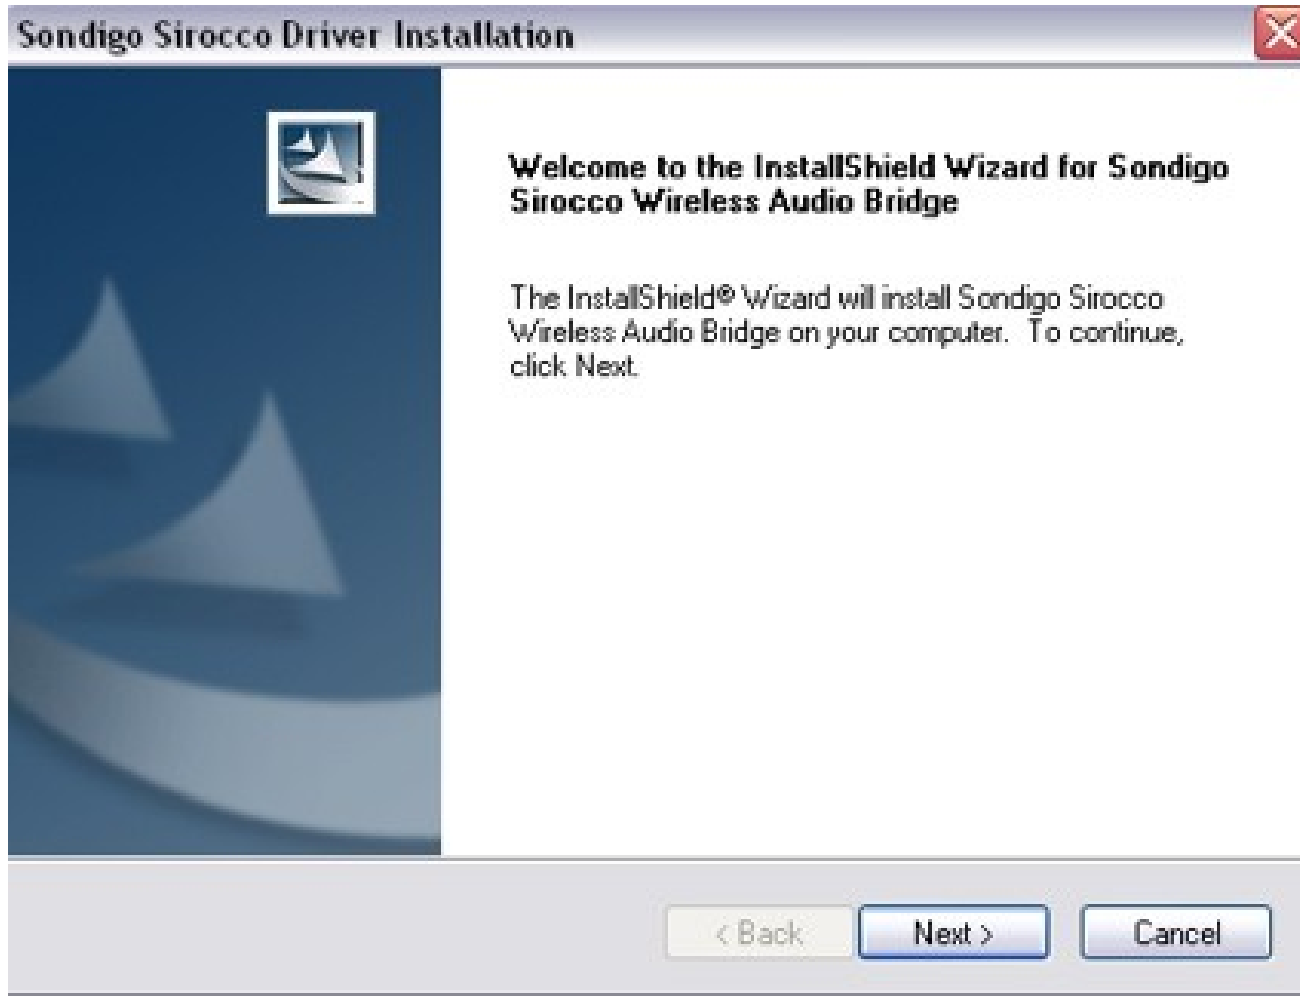 Sondigo Sirocco Driver Installation
Welcome to the InstallShield Wizard for Sondigo
Sirocco Wireless Audio Bridge
The InstallShield® Wizard will install Sondigo Sirocco
Wireless Audio Bridge on your computer.  To continue,
click Next.
< Back
Next >
Cancel